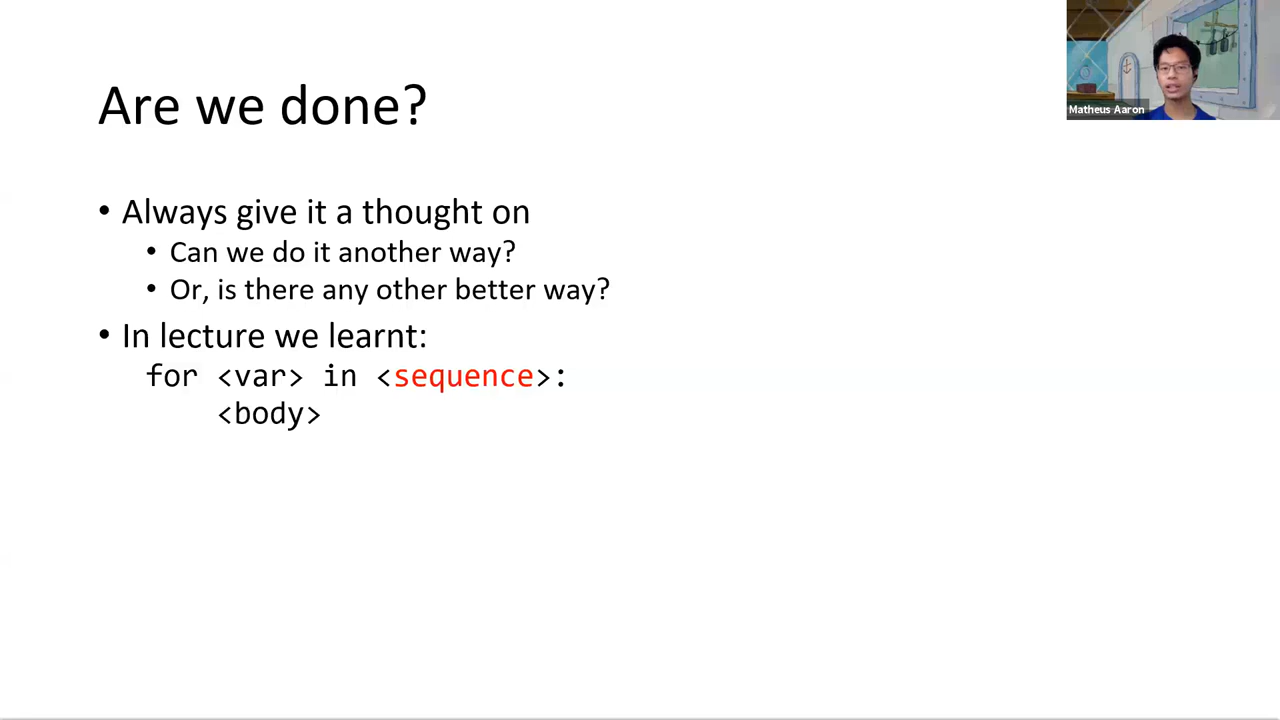 Are we done?
• Always give it a thought on
• Can we do it another way?
• Or, is there any other better way?
• In lecture we learnt:
for <var> in <sequence>:
<body>
Matheus Aaron